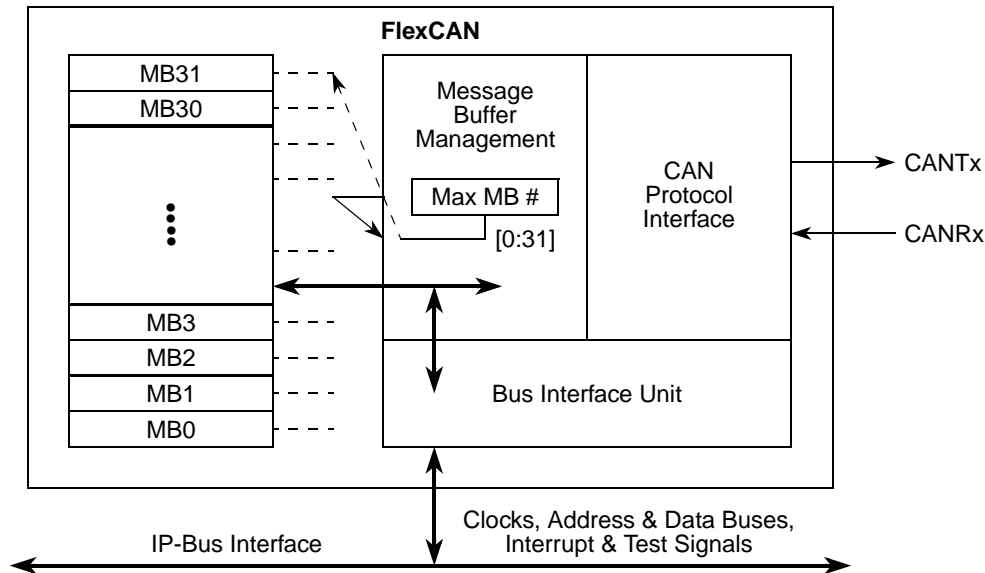 FlexCAN
MB31
MB30
MB3
MB2
MB1
MB0
Message
Buffer
Management
Max MB #
[0:31]
CAN
Protocol
Interface
CANTx
CANRx
Bus Interface Unit
IP-Bus Interface
Clocks, Address & Data Buses,
Interrupt & Test Signals